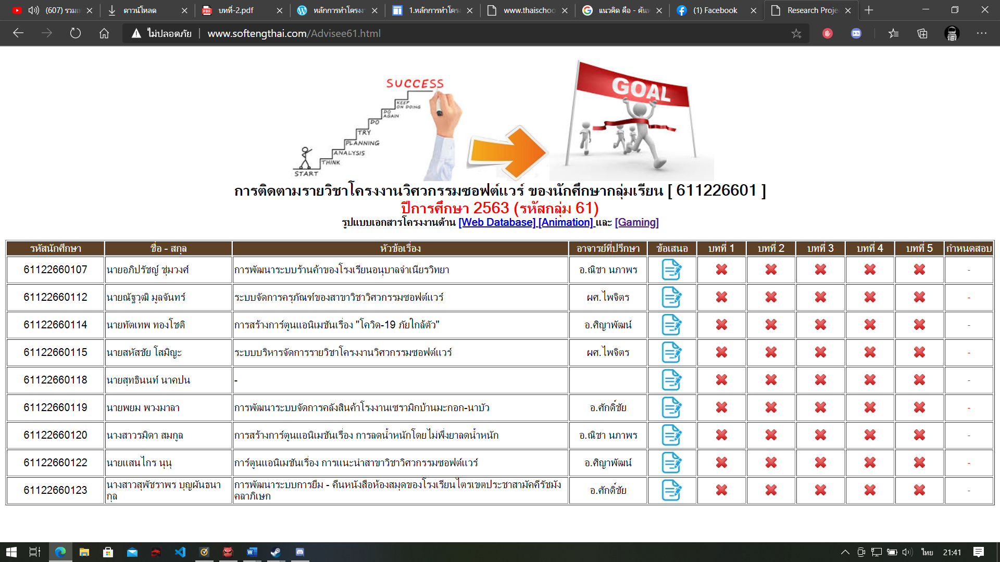 (607) รวมเ
ดาวน์โหลด
บทที่-2.pdf
หลักการทำโครงง
1.หลักการทำโคร
www.thaischoo
แนวคิด คือ - ค้นห
(1) Facebook
Research Proje
ไม่ปลอดภัย
www.softengthai.com/Advisee61.html
SUCCESS
KEEP ON DOING
DO AGAIN
DO
TRY
PLANNING
ANALYSIS
THINK
START
GOAL
การติดตามรายวิชาโครงงานวิศวกรรมซอฟต์แวร์ ของนักศึกษากลุ่มเรียน [ 611226601 ]
ปีการศึกษา 2563 (รหัสกลุ่ม 61)
รูปแบบเอกสารโครงงานด้าน [Web Database] [Animation] และ [Gaming]
รหัสนักศึกษา ชื่อ - สกุล หัวข้อเรื่อง อาจารย์ที่ปรึกษา ข้อเสนอ บทที่ 1 บทที่ 2 บทที่ 3 บทที่ 4 บทที่ 5 กำหนดสอบ
61122660107 นายอภิปรัชญ์ ชุ่มวงศ์ การพัฒนาระบบร้านค้าของโรงเรียนอนุบาลจำเนียรวิทยา อ.ณิชา นภาพร -
61122660112 นายณัฐวุฒิ มูลจันทร์ ระบบจัดการครุภัณฑ์ของสาขาวิชาวิศวกรรมซอฟต์แวร์ ผศ.ไพจิตร -
61122660114 นายทัตเทพ ทองโชติ การสร้างการ์ตูนแอนิเมชันเรื่อง "โควิด-19 ภัยใกล้ตัว" อ.ศิญาพัฒน์ -
61122660115 นายสหัสชัย โสมิญะ ระบบบริหารจัดการรายวิชาโครงงานวิศวกรรมซอฟต์แวร์ ผศ.ไพจิตร -
61122660118 นายสุทธินนท์ นาคปน - -
61122660119 นายพยม พวงมาลา การพัฒนาระบบจัดการคลังสินค้าโรงงานเซรามิกบ้านมะกอก-นาบัว อ.ศักดิ์ชัย -
61122660120 นางสาวรมิดา สมกูล การสร้างการ์ตูนแอนิเมชันเรื่อง การลดน้ำหนักโดยไม่พึ่งยาลดน้ำหนัก อ.ณิชา นภาพร -
61122660122 นายแสนไกร นุนุ การ์ตูนแอนิเมชันเรื่อง การแนะนำสาขาวิชาวิศวกรรมซอฟต์แวร์ อ.ศิญาพัฒน์ -
61122660123 นางสาวสุพัชราพร บุญผันธนา การพัฒนาระบบการยืม - คืนหนังสือห้องสมุดของโรงเรียนไตรเขตประชาสามัคคีรัชมัง อ.ศักดิ์ชัย -
กุล คลาภิเษก
ไทย
21:41